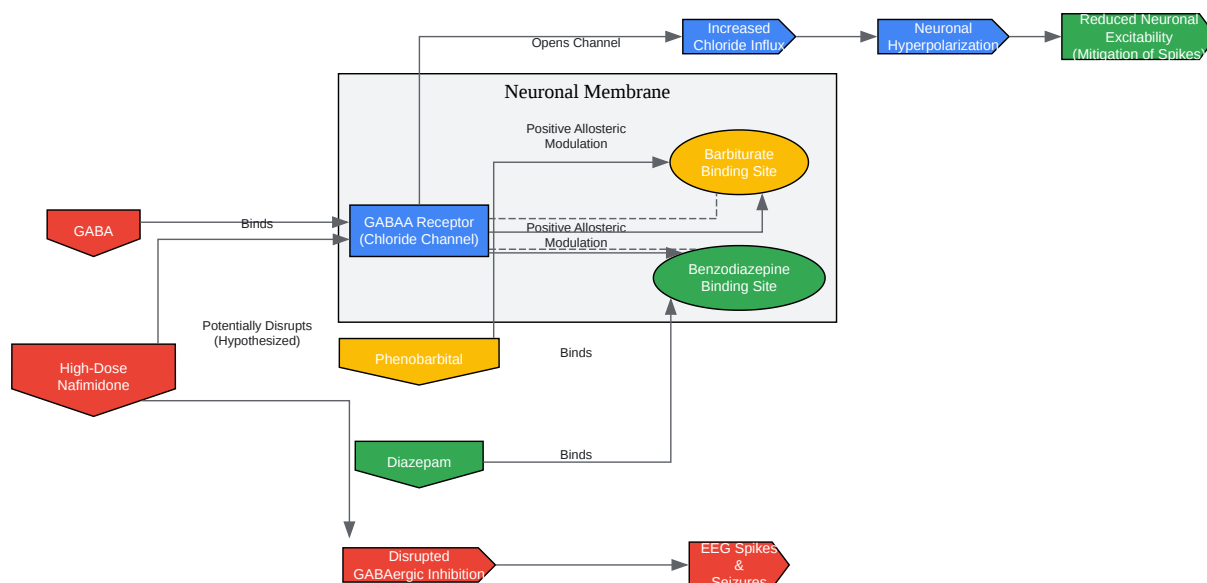 Increased
Chloride Influx
Neuronal
Hyperpolarization
Reduced Neuronal
Excitability
(Mitigation of Spikes)
Opens Channel
Neuronal Membrane
Positive Allosteric
Modulation
Barbiturate
Binding Site
GABA
Binds
GABAA Receptor
(Chloride Channel)
Positive Allosteric
Modulation
Benzodiazepine
Binding Site
Potentially Disrupts
(Hypothesized)
High-Dose
Nafimidone
Phenobarbital
Binds
Diazepam
Binds
Disrupted
GABAergic Inhibition
EEG Spikes
&
Seizures